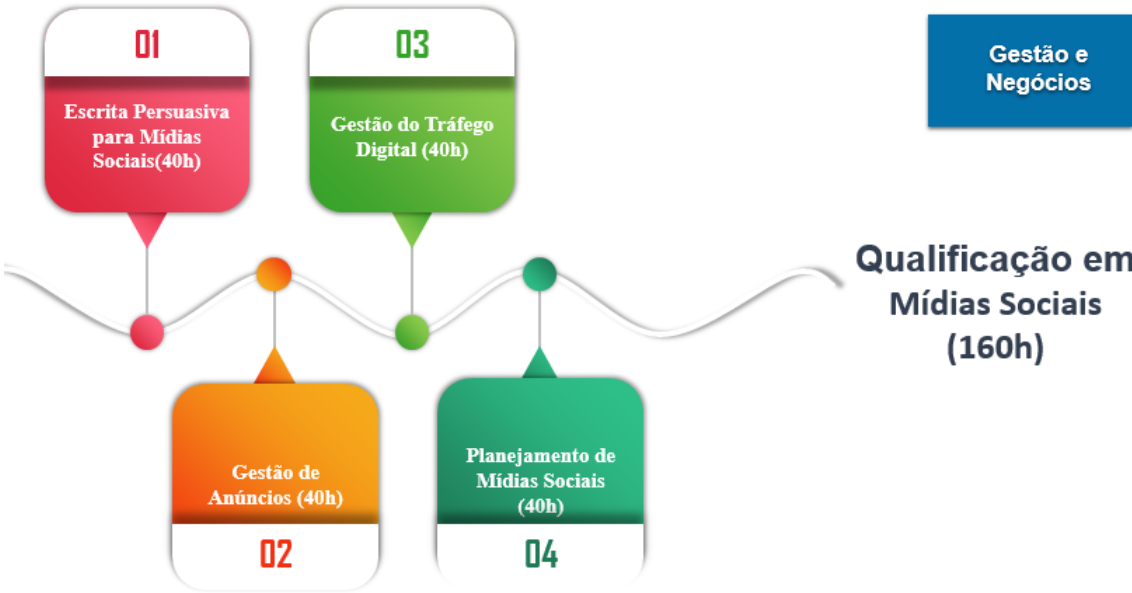 01
Escrita Persuasiva
para Mídias
Sociais(40h)
Gestão de
Anúncios (40h)
02
03
Gestão do Tráfego
Digital (40h)
Planejamento de
Mídias Sociais
(40h)
04
Gestão e
Negócios
Qualificação em
Mídias Sociais
(160h)